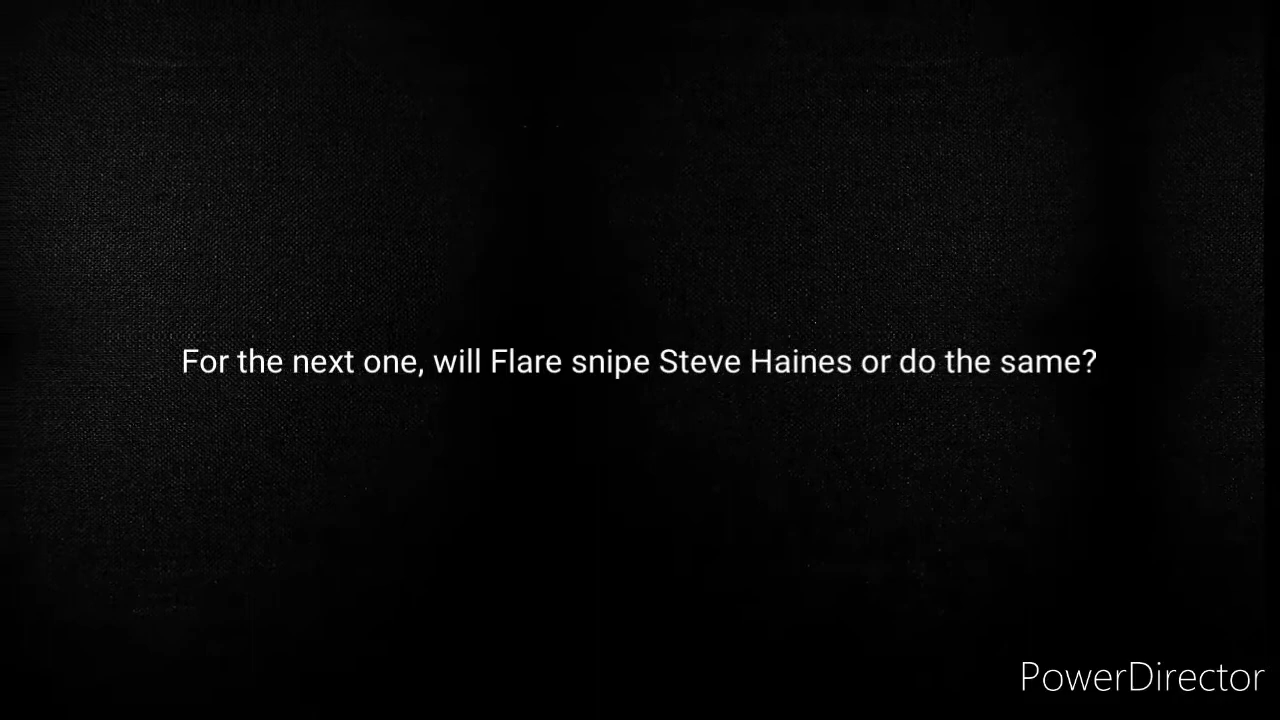 For the next one, will Flare snipe Steve Haines or do the same?
PowerDirector